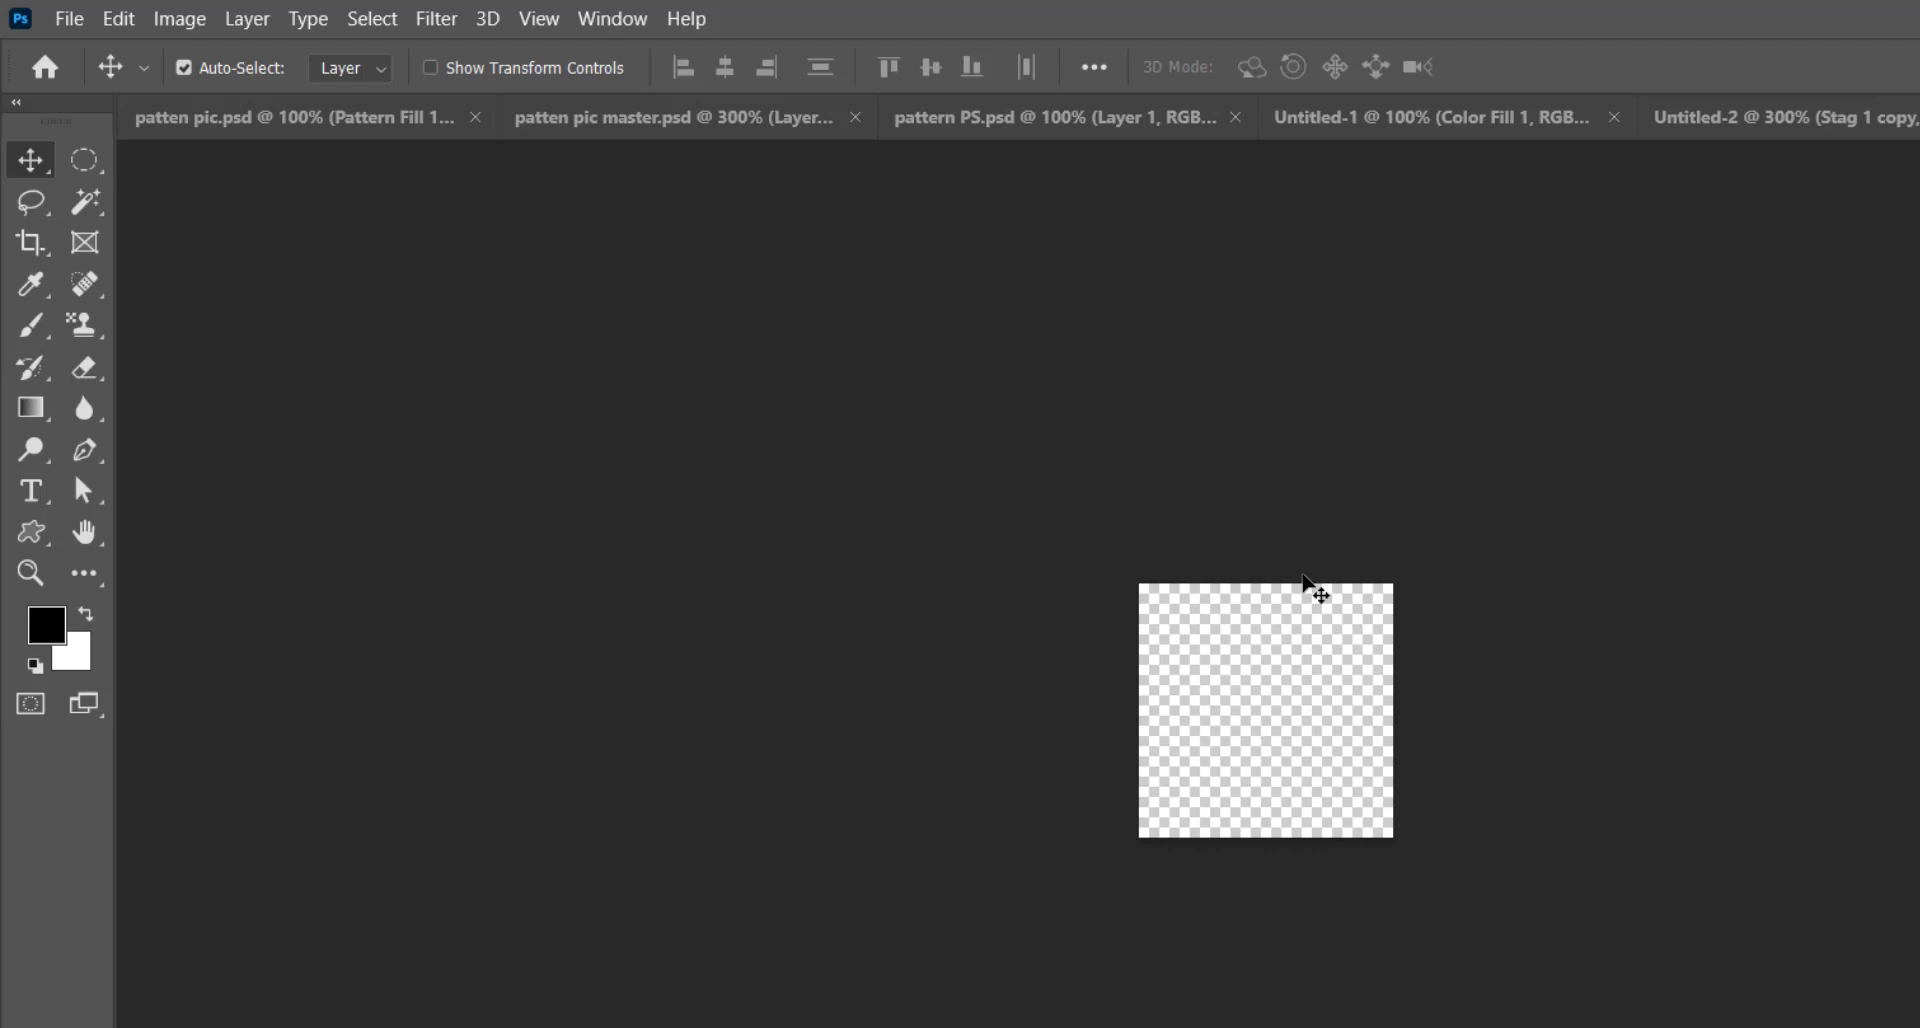 Ps File Edit Image Layer Type Select Filter 3D View Window Help
Auto-Select: Layer Show Transform Controls 3D Mode:
patten pic.psd @ 100% (Pattern Fill 1... patten pic master.psd @ 300% (Layer... pattern PS.psd @ 100% (Layer 1, RGB... Untitled-1 @ 100% (Color Fill 1, RGB... Untitled-2 @ 300% (Stag 1 copy,